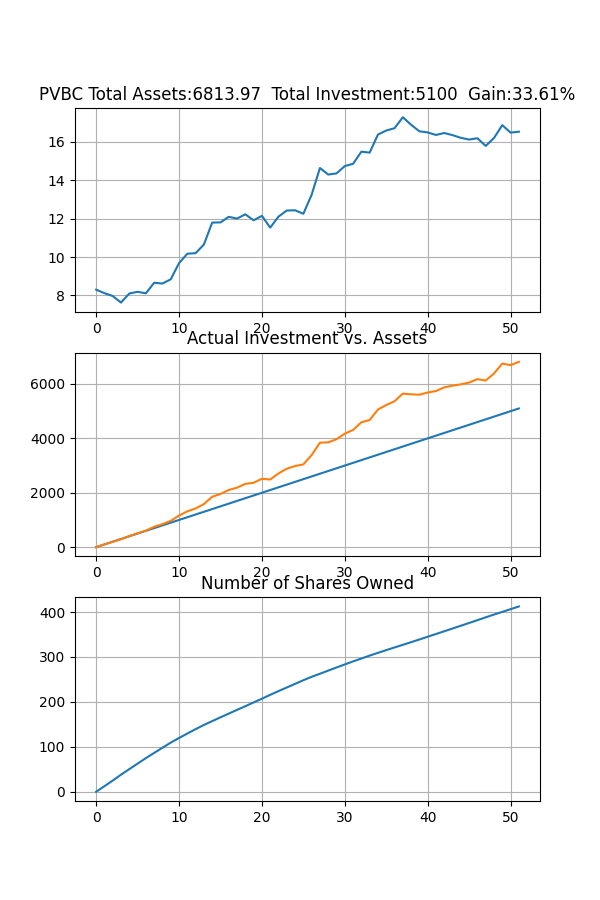 PVBC Total Assets:6813.97  Total Investment:5100  Gain:33.61%
16
14
12
10
8
0 10 20 30 40 50
Actual Investment vs. Assets
6000
4000
2000
0
0 10 20 30 40 50
Number of Shares Owned
400
300
200
100
0
0 10 20 30 40 50